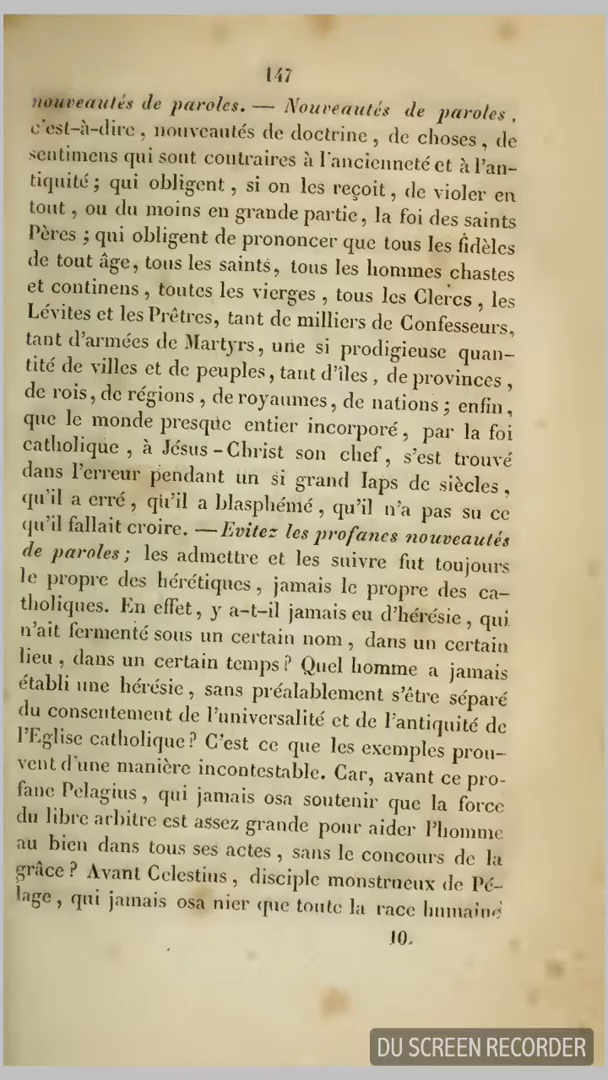 147
nouveautés de paroles. — Nouveautés de paroles,
c'est-à-dire, nouveautés de doctrine, de choses, de
sentimens qui sont contraires à l'ancienneté et à l'an-
tiquité; qui obligent, si on les reçoit, de violer en
tout, ou du moins en grande partie, la foi des saints
Pères; qui obligent de prononcer que tous les fidèles
de tout âge, tous les saints, tous les hommes chastes
et continens, toutes les vierges, tous les Clercs, les
Lévites et les Prêtres, tant de milliers de Confesseurs,
tant d'armées de Martyrs, une si prodigieuse quan-
tité de villes et de peuples, tant d'îles, de provinces,
de rois, de régions, de royaumes, de nations; enfin,
que le monde presque entier incorporé, par la foi
catholique, à Jésus-Christ son chef, s'est trouvé
dans l'erreur pendant un si grand laps de siècles,
qu'il a erré, qu'il a blasphémé, qu'il n'a pas su ce
qu'il fallait croire. — Evitez les profanes nouveautés
de paroles; les admettre et les suivre fut toujours
le propre des hérétiques, jamais le propre des ca-
tholiques. En effet, y a-t-il jamais eu d'hérésie, qui
n'ait fermenté sous un certain nom, dans un certain
lieu, dans un certain temps? Quel homme a jamais
établi une hérésie, sans préalablement s'être séparé
du consentement de l'universalité et de l'antiquité de
l'Eglise catholique? C'est ce que les exemples prou-
vent d'une manière incontestable. Car, avant ce pro-
fane Pelagius, qui jamais osa soutenir que la force
du libre arbitre est assez grande pour aider l'homme
au bien dans tous ses actes, sans le concours de la
grâce? Avant Celestius, disciple monstrueux de Pé-
lage, qui jamais osa nier que toute la race humaine
10.
DU SCREEN RECORDER